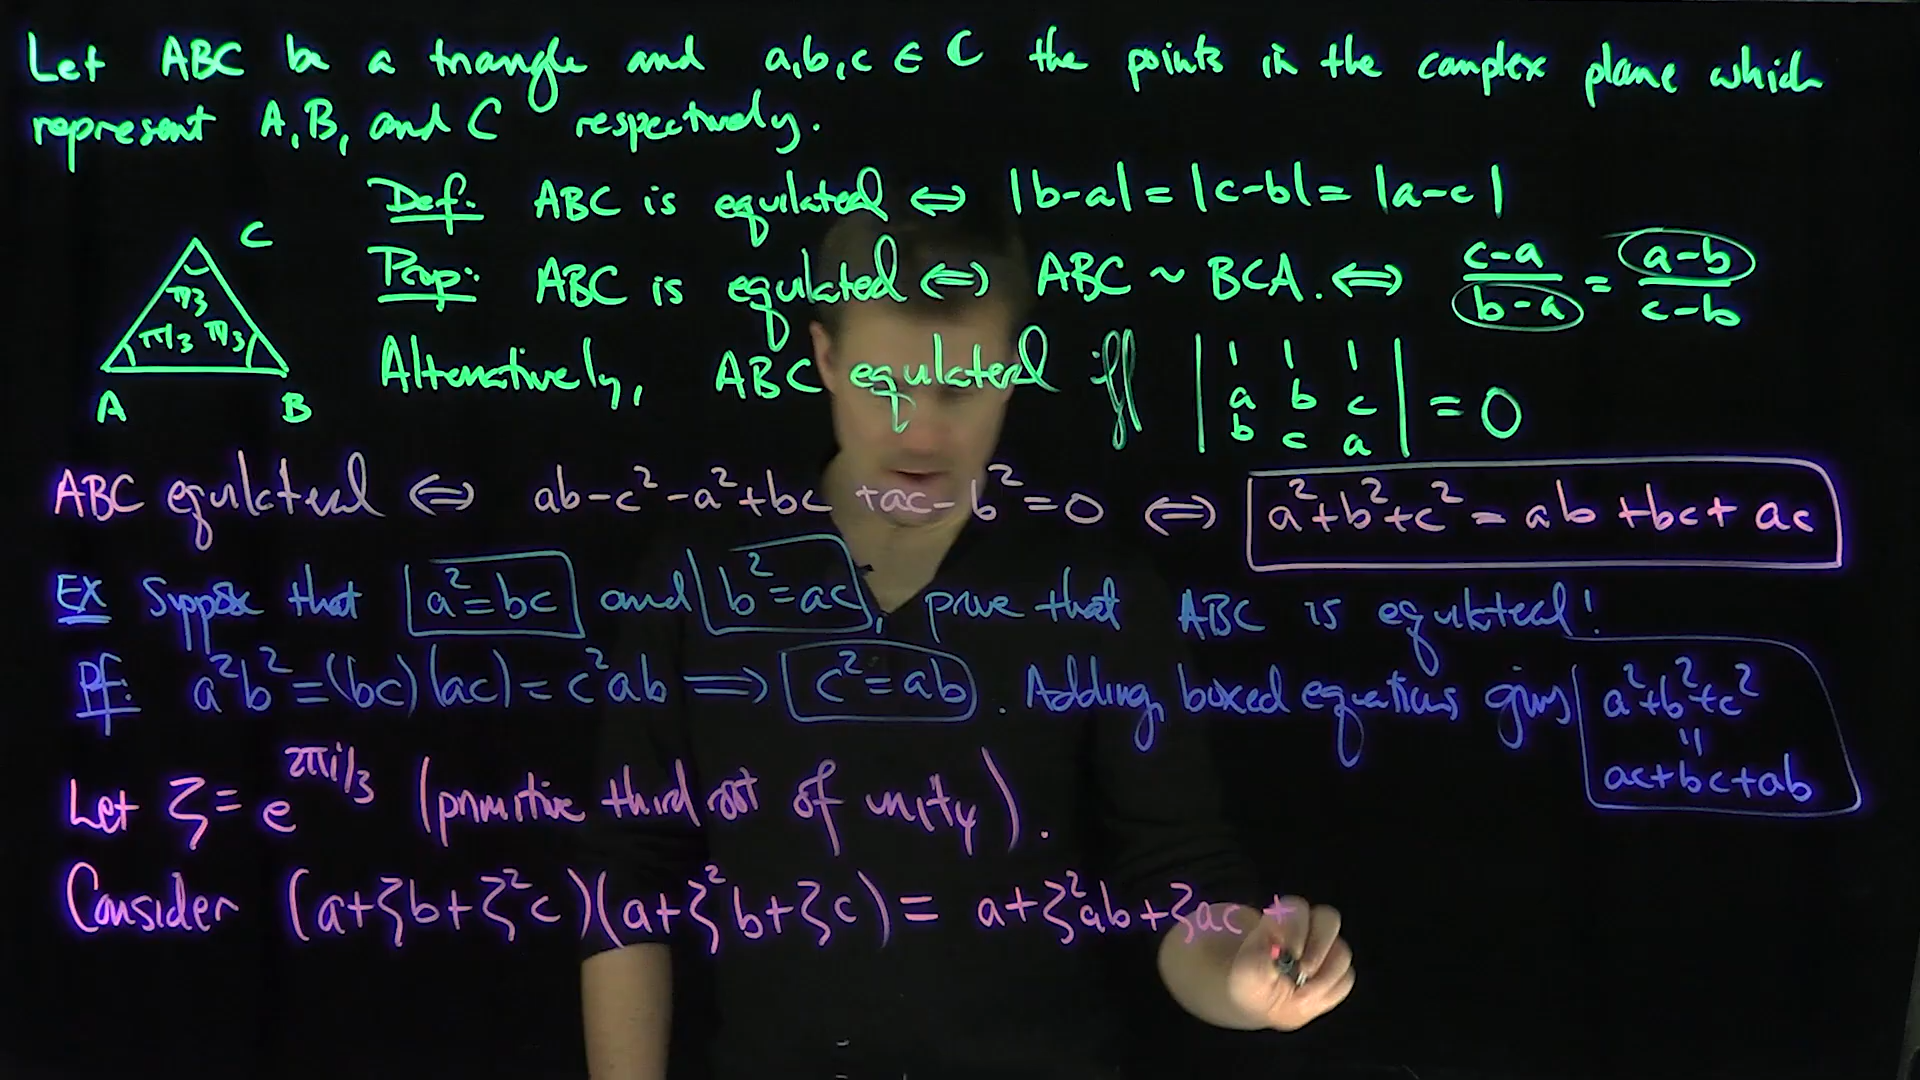 Let ABC be a triangle and a,b,c ∈ ℂ the points in the complex plane which
represent A, B, and C respectively.
Def: ABC is equilateral ⇔ |b-a| = |c-b| = |a-c|
C
Prop: ABC is equilateral ⇔ ABC ~ BCA. ⇔ (c-a)/(b-a) = (a-b)/(c-b)
π/3
π/3 π/3
A B
Alternatively, ABC equilateral iff | 1 1 1 |
| a b c | = 0
| b c a |
ABC equilateral ⇔ ab-c²-a²+bc+ac-b²=0 ⇔ a²+b²+c² = ab+bc+ac
EX Suppose that a²=bc and b²=ac, prove that ABC is equilateral!
Pf: a²b²=(bc)(ac)=c²ab ⟹ c²=ab. Adding boxed equations gives a²+b²+c²
=
ac+bc+ab
Let ζ = e^(2πi/3) (primitive third root of unity).
Consider (a+ζb+ζ²c)(a+ζ²b+ζc) = a+ζ²ab+ζac +